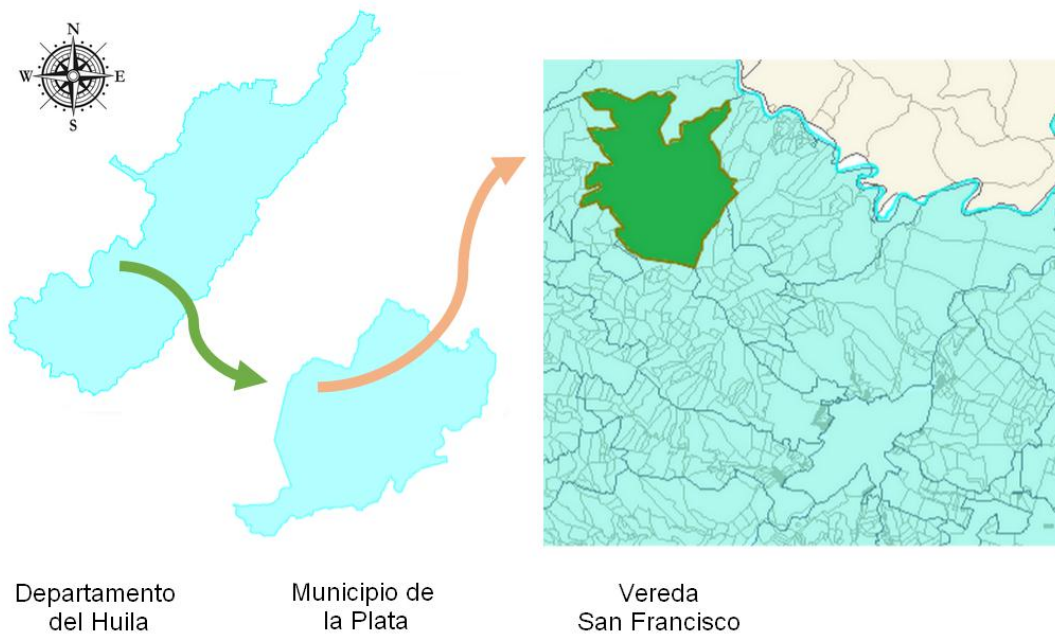 N
W E
S
Departamento
del Huila
Municipio de
la Plata
Vereda
San Francisco